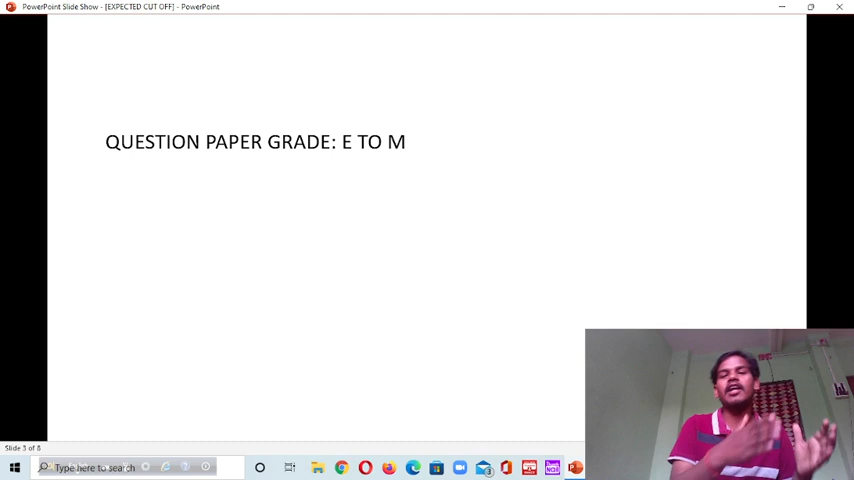 PowerPoint Slide Show - [EXPECTED CUT OFF] - PowerPoint
QUESTION PAPER GRADE: E TO M
Slide 3 of 8
Type here to search